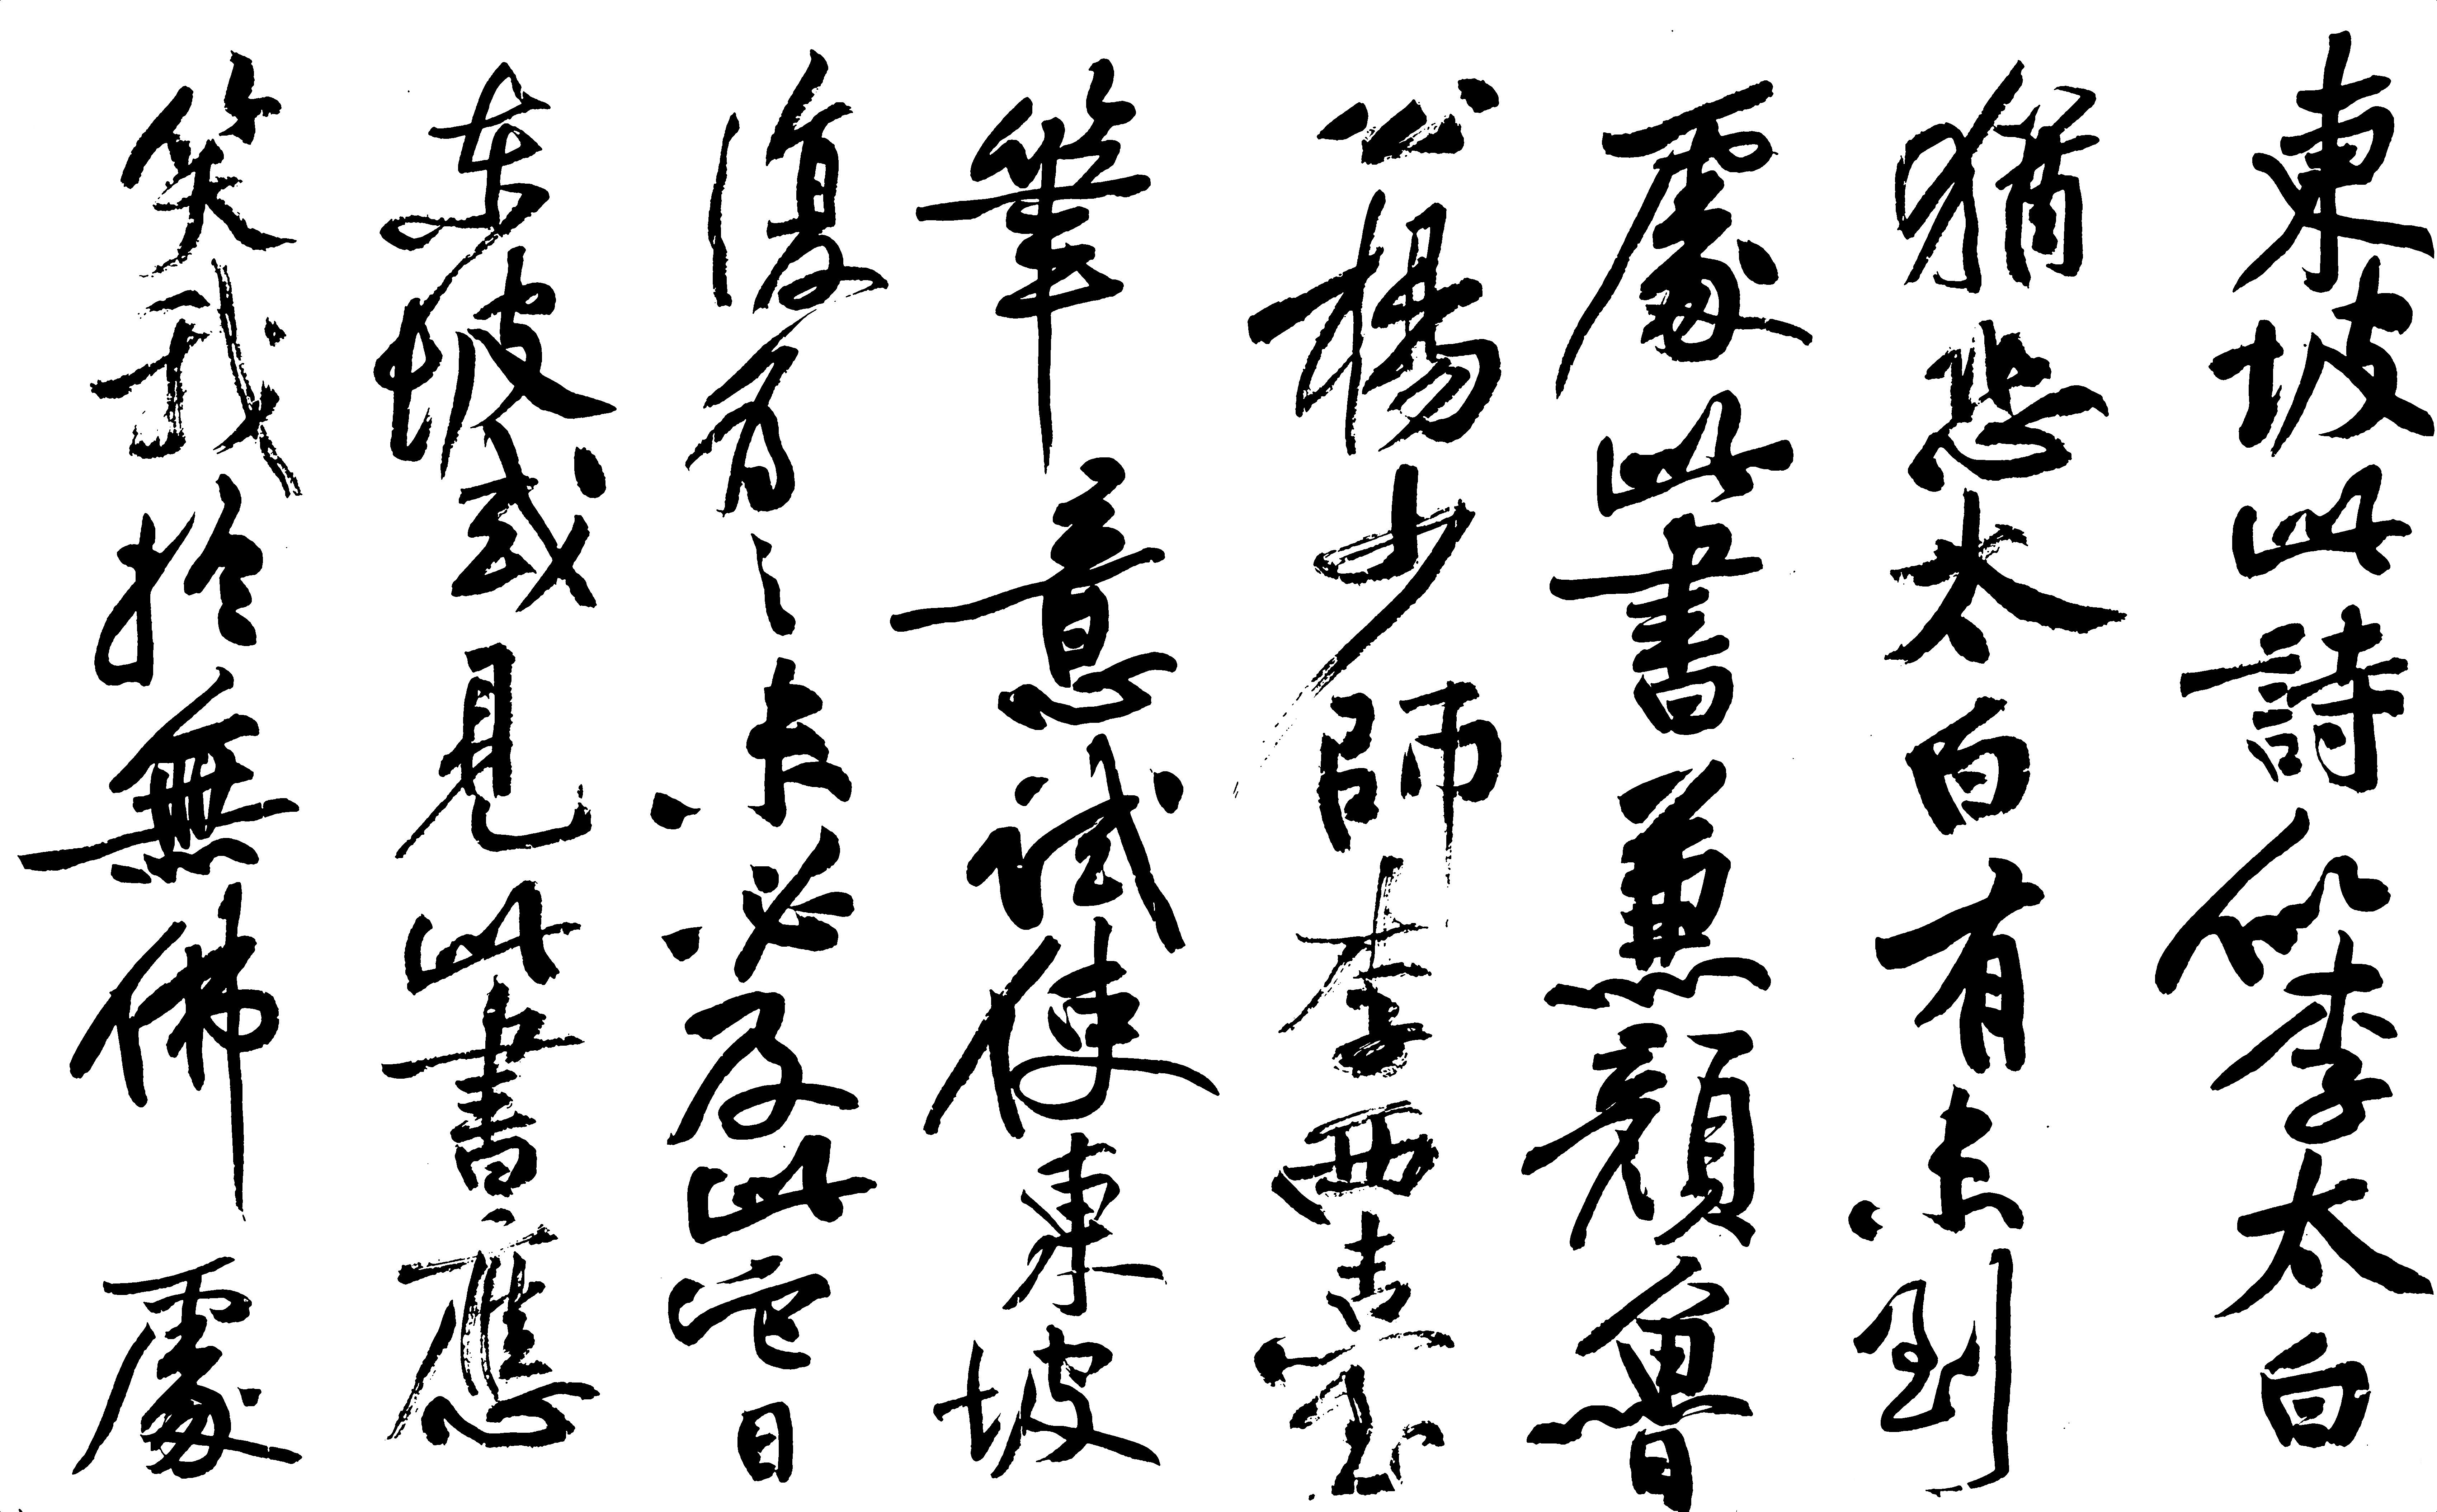 東坡此詩似李太白
猶恐太白有未到
處此書兼顏魯
公楊少師李西臺
筆意試使東坡
復為之未必及此它日
東坡或見此書應
笑我於無佛處